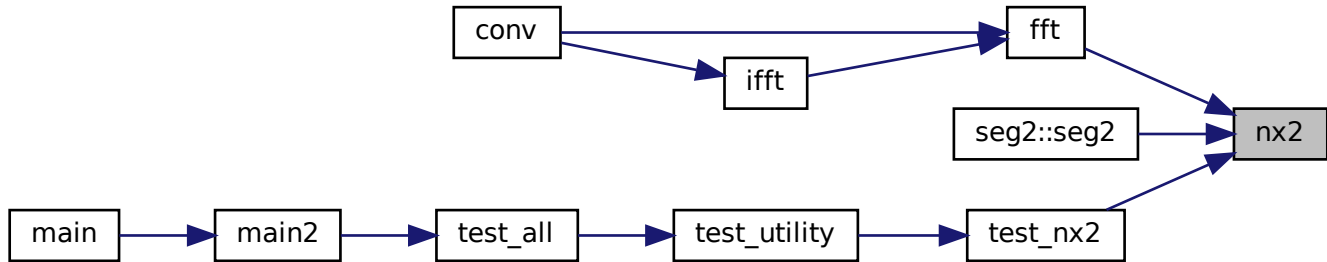 conv
fft
ifft
seg2::seg2
nx2
main
main2
test_all
test_utility
test_nx2